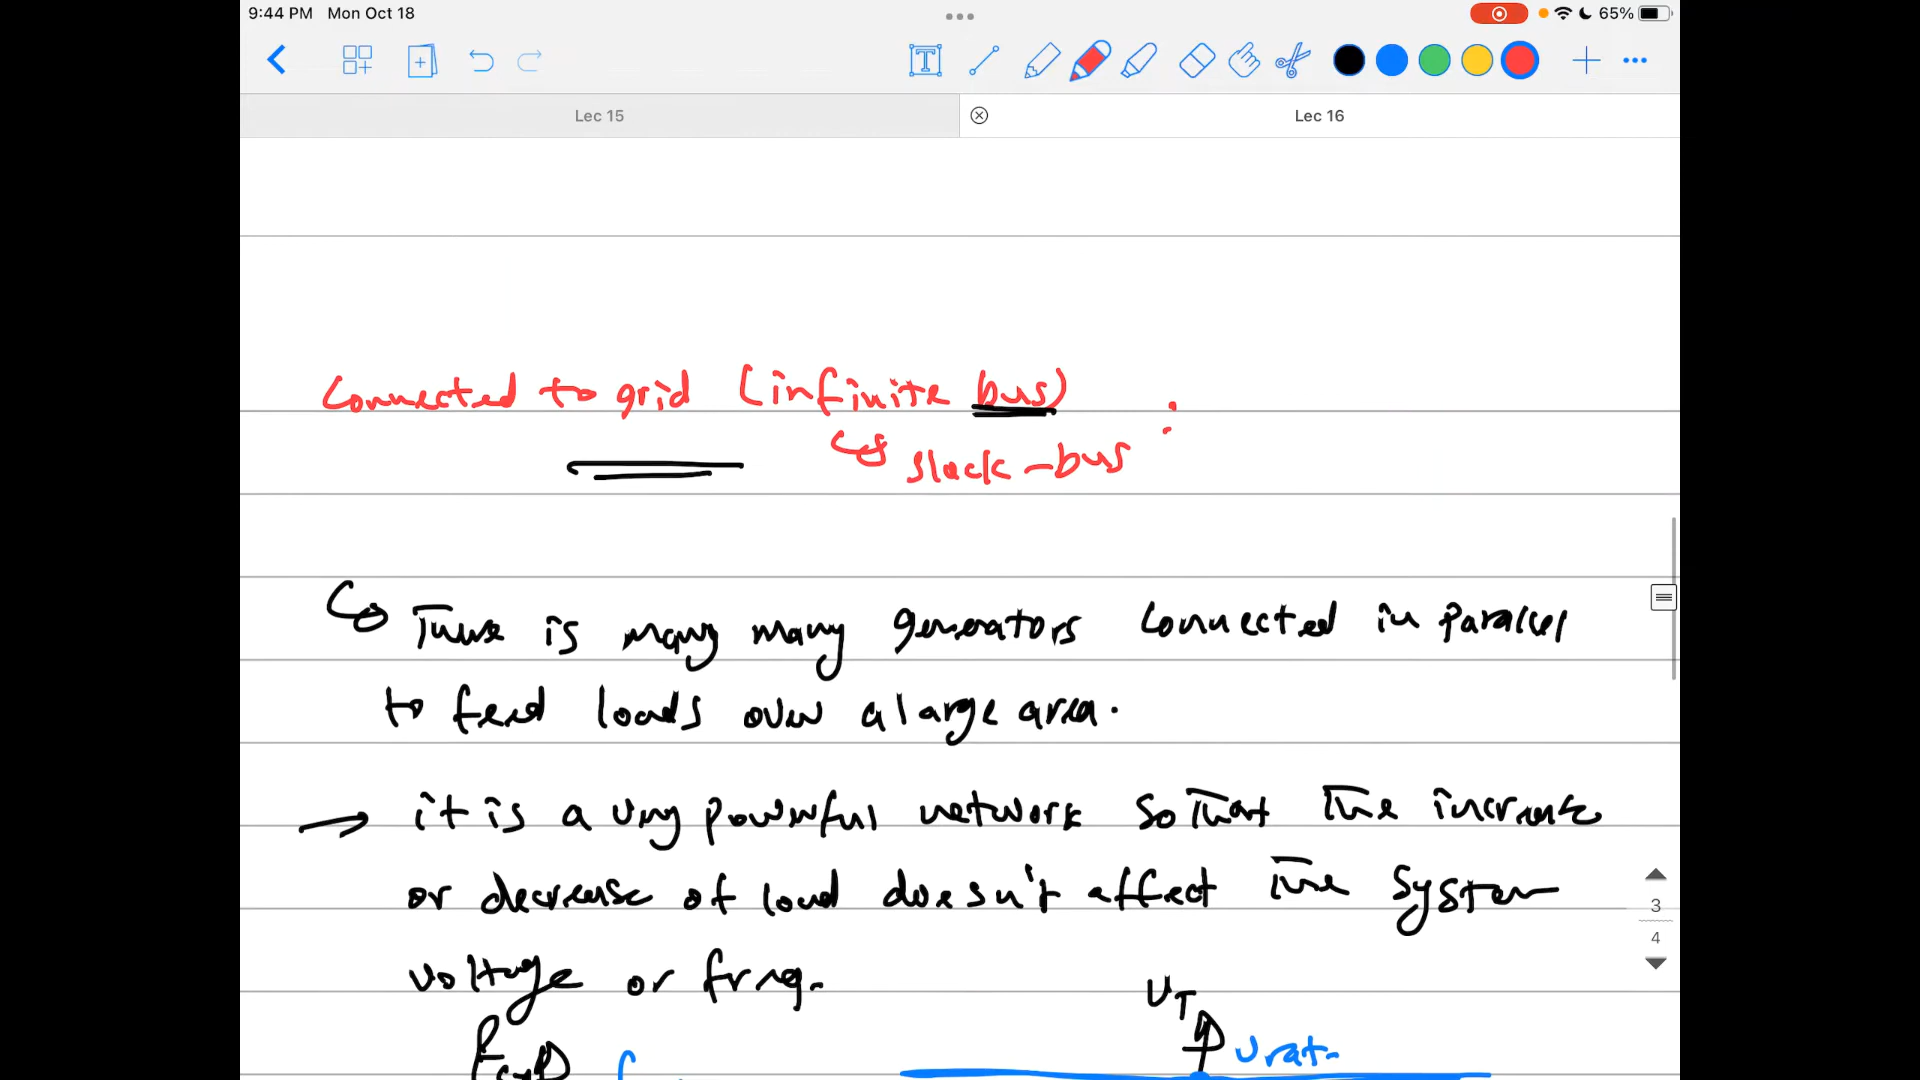 9:44 PM Mon Oct 18
65%
T
Lec 15
Lec 16
Connected to grid (infinite bus) :
slack-bus
There is many many generators connected in parallel
to feed loads over a large area.
it is a very powerful network so that the increase
or decrease of load doesn't affect the system
voltage or freq.
3
4
VT
Vrat.